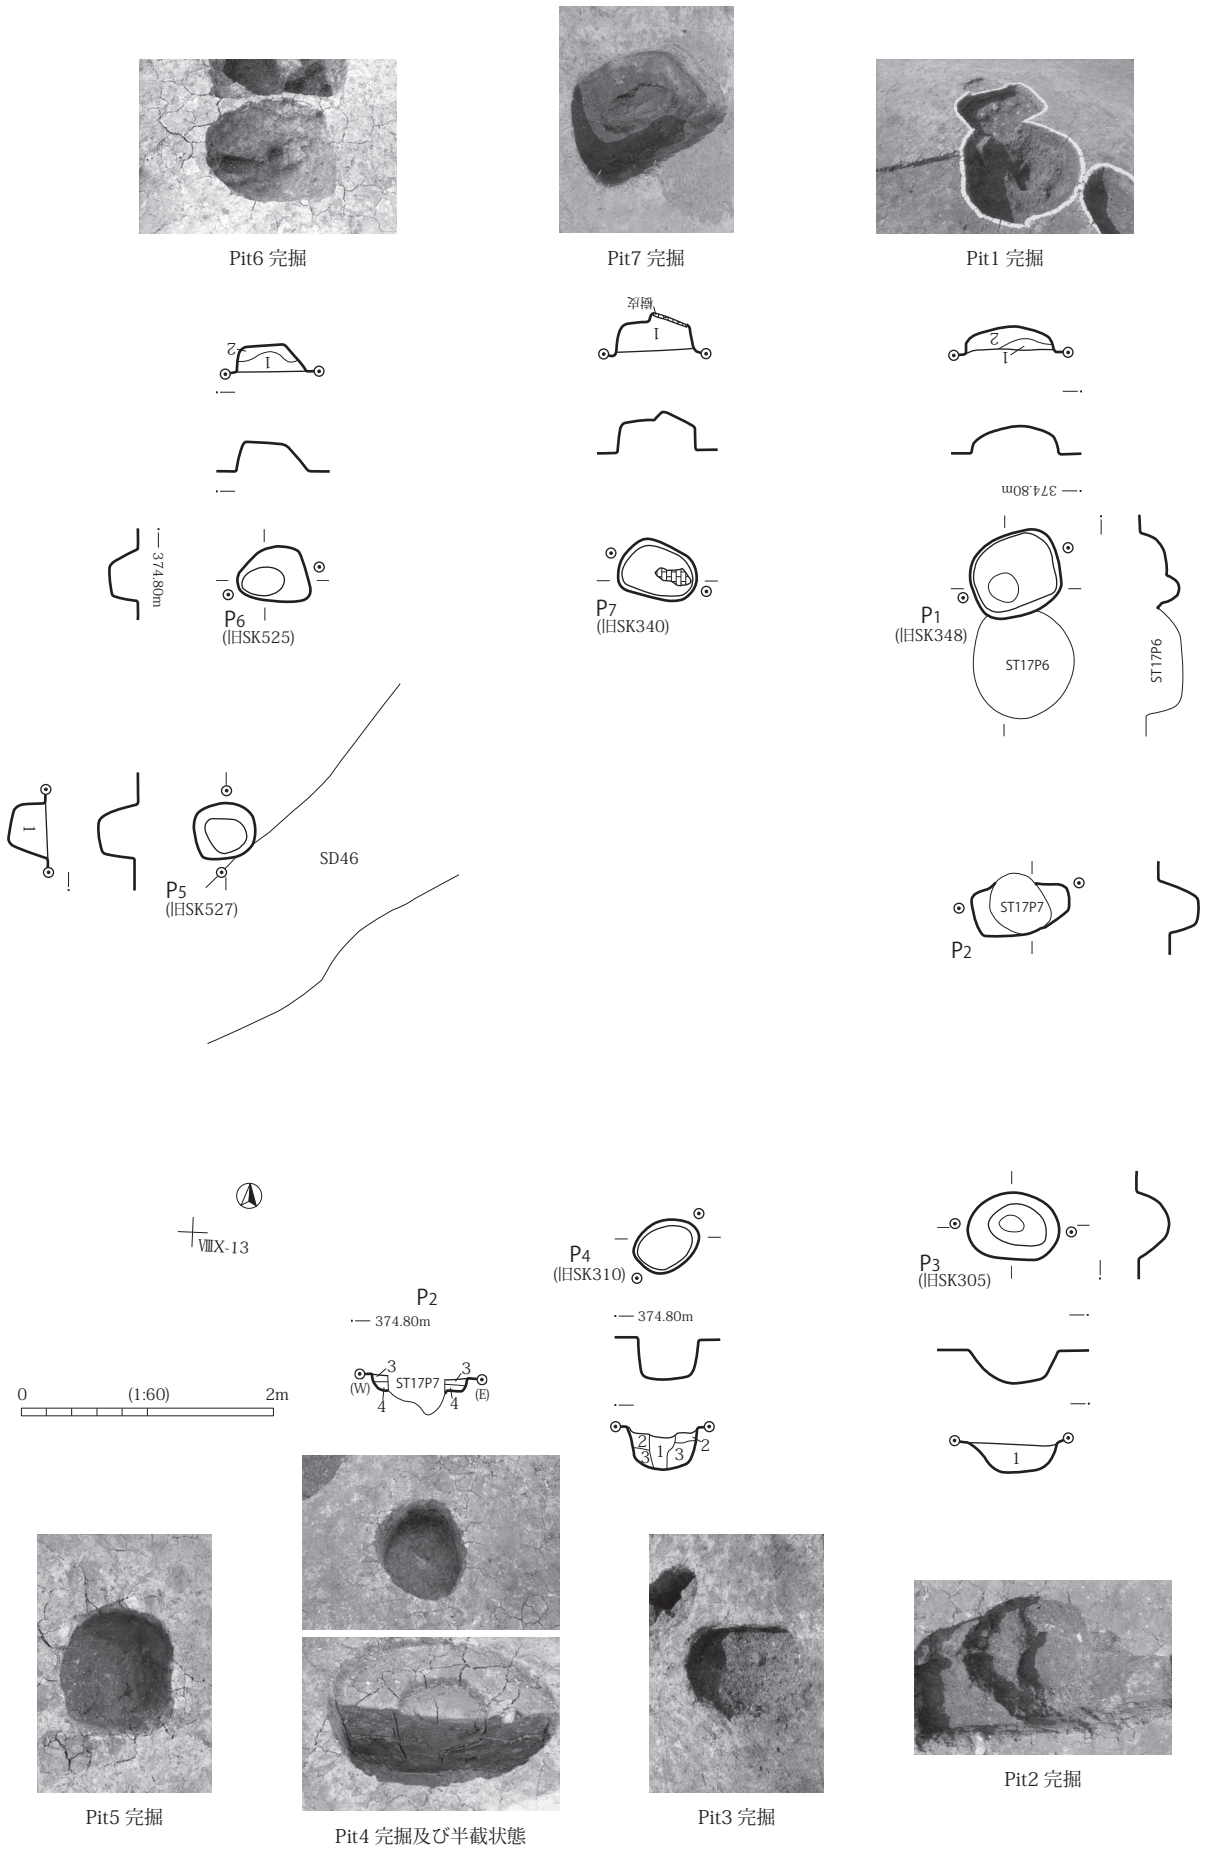 Pit6 完掘
Pit7 完掘
Pit1 完掘
2
1
樹皮
1
2
1
374.80m
374.80m
P6
(旧SK525)
P7
(旧SK340)
P1
(旧SK348)
ST17P6
ST17P6
1
P5
(旧SK527)
SD46
ST17P7
P2
ⅧX-13
P4
(旧SK310)
P3
(旧SK305)
P2
374.80m
374.80m
3
ST17P7
3
(W)
(E)
4
4
0
(1:60)
2m
2
3
1
3
2
1
Pit5 完掘
Pit4 完掘及び半截状態
Pit3 完掘
Pit2 完掘